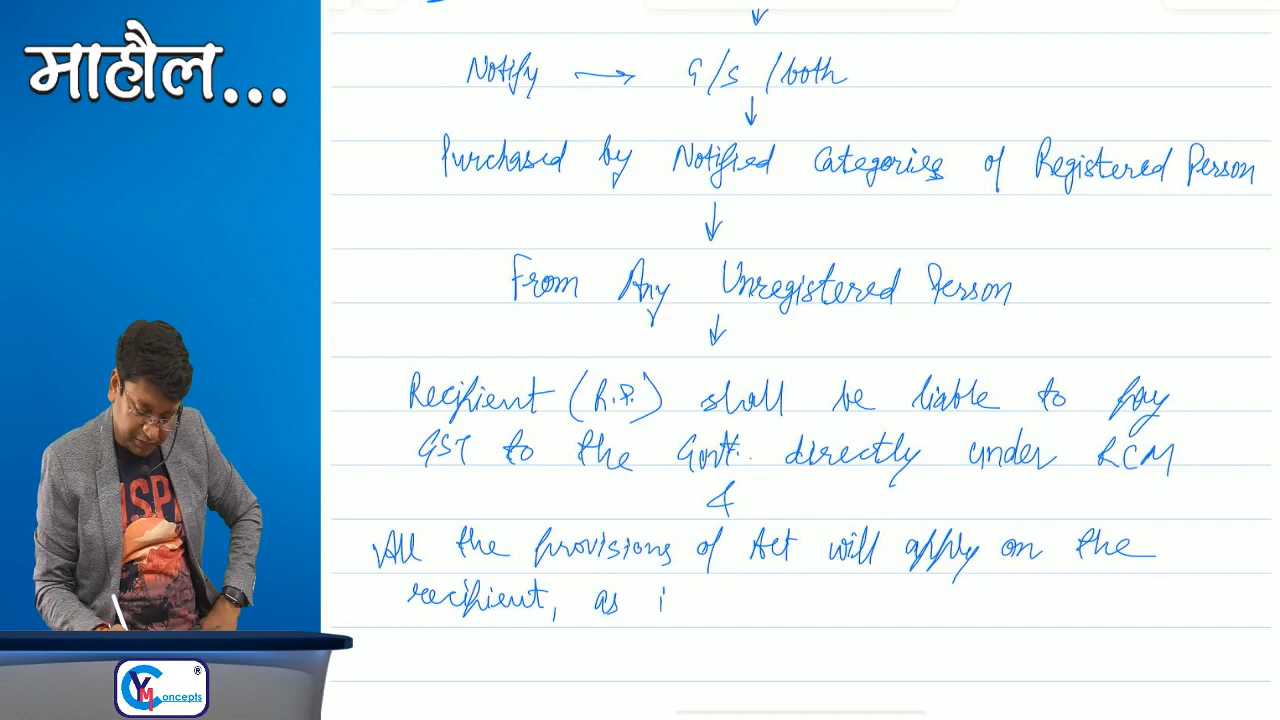 माहौल...
Notify → G/S /both
Purchased by Notified Categories of Registered Person
From Any Unregistered Person
Recipient (R.P.) shall be liable to pay
GST to the Govt. directly under RCM
&
All the provisions of Act will apply on the
recipient, as i
ASP
CYM Concepts ®